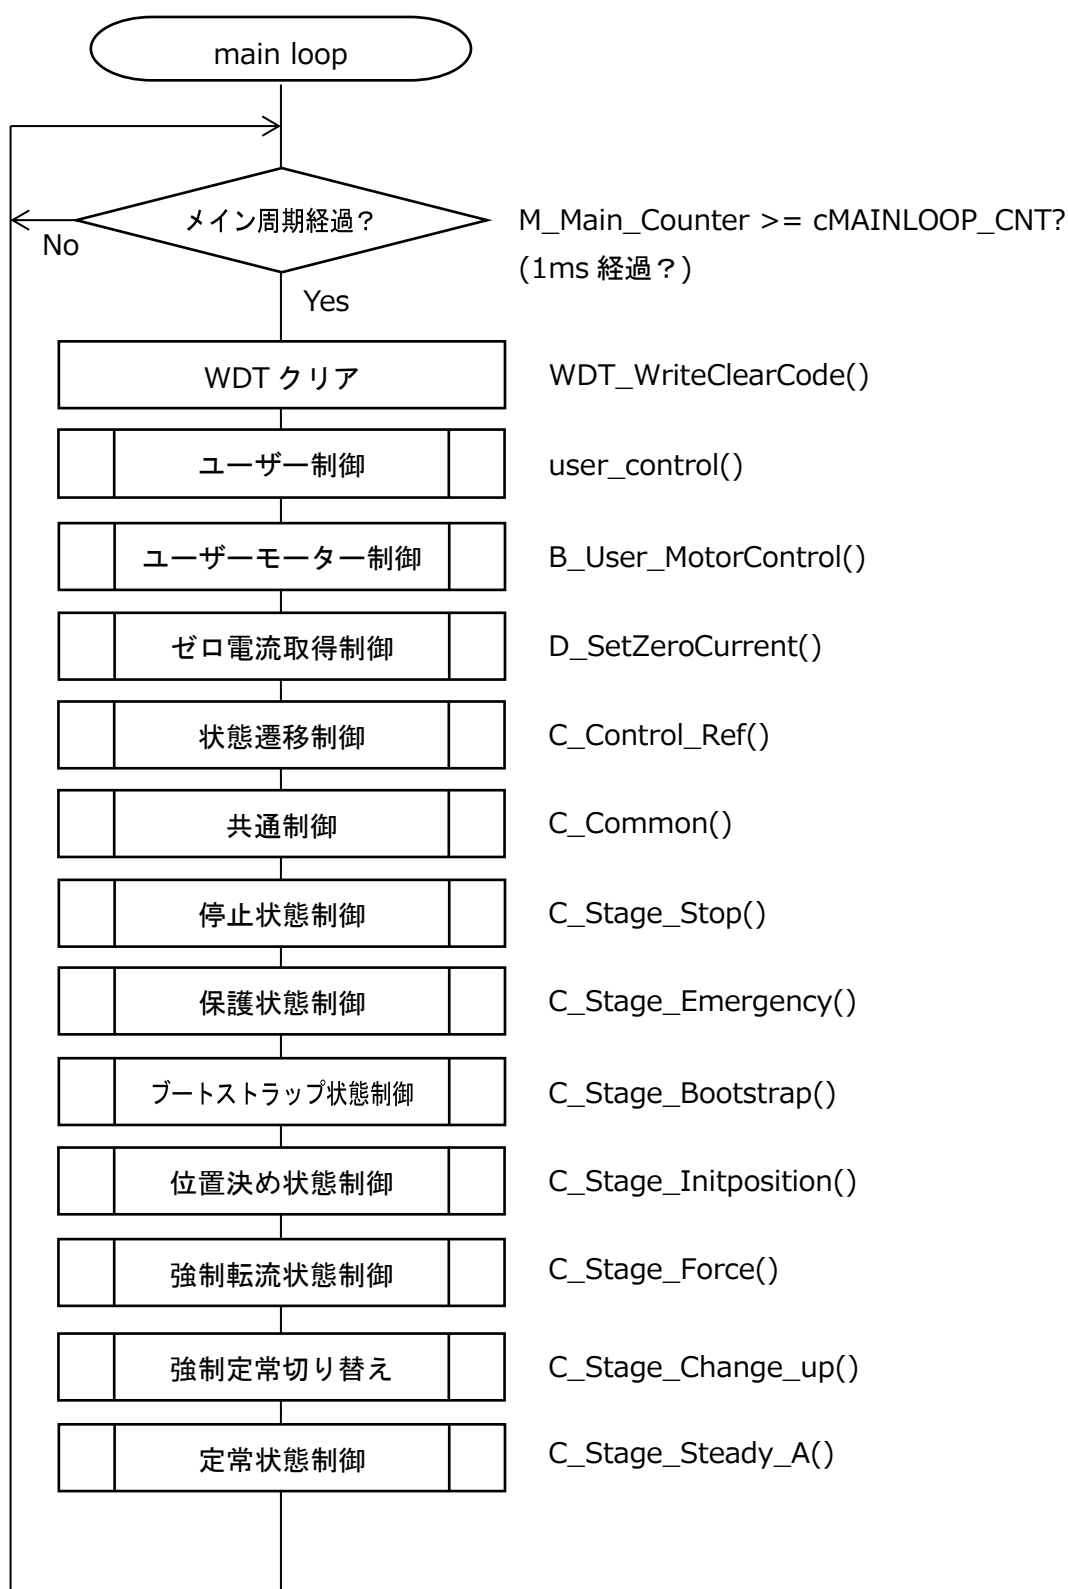 main loop
メイン周期経過？
M_Main_Counter >= cMAINLOOP_CNT?
(1ms 経過？)
No
Yes
WDT クリア
WDT_WriteClearCode()
ユーザー制御
user_control()
ユーザーモーター制御
B_User_MotorControl()
ゼロ電流取得制御
D_SetZeroCurrent()
状態遷移制御
C_Control_Ref()
共通制御
C_Common()
停止状態制御
C_Stage_Stop()
保護状態制御
C_Stage_Emergency()
ブートストラップ状態制御
C_Stage_Bootstrap()
位置決め状態制御
C_Stage_Initposition()
強制転流状態制御
C_Stage_Force()
強制定常切り替え
C_Stage_Change_up()
定常状態制御
C_Stage_Steady_A()